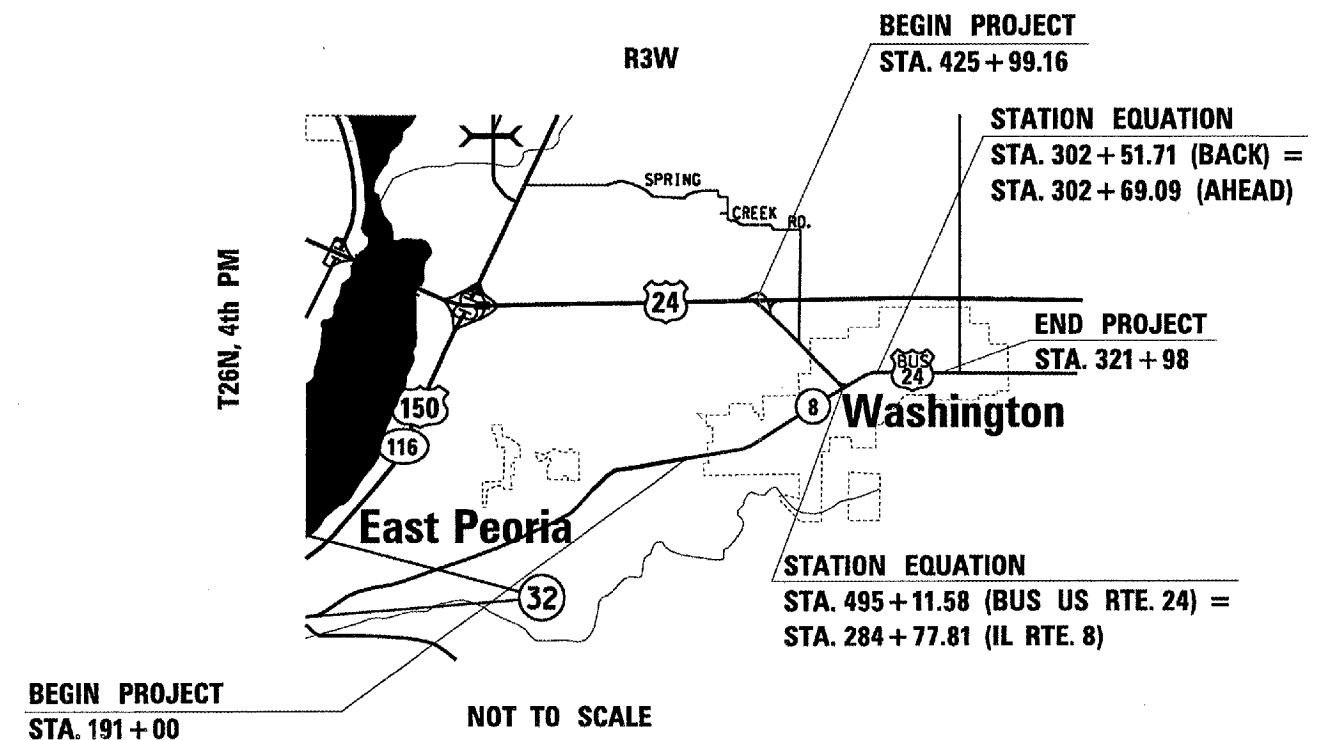 BEGIN PROJECT
STA. 425+99.16
R3W
STATION EQUATION
STA. 302+51.71 (BACK) =
STA. 302+69.09 (AHEAD)
SPRING
CREEK RD.
T26N, 4th PM
24
END PROJECT
STA. 321+98
BUS
24
150
8
Washington
116
East Peoria
STATION EQUATION
STA. 495+11.58 (BUS US RTE. 24) =
STA. 284+77.81 (IL RTE. 8)
32
BEGIN PROJECT
STA. 191+00
NOT TO SCALE